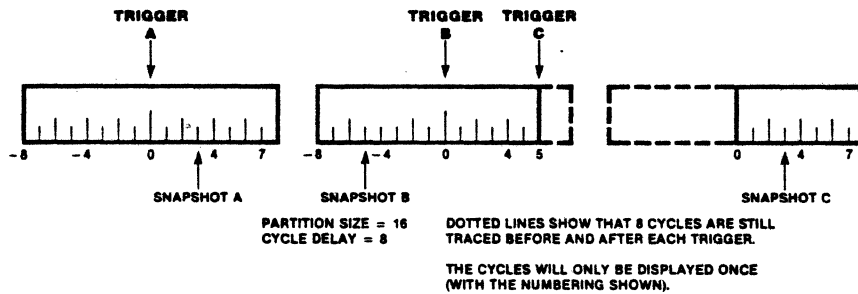 TRIGGER A
TRIGGER B
TRIGGER C
-8 -4 0 4 7
-8 -4 0 4 5
0 4 7
SNAPSHOT A
SNAPSHOT B
SNAPSHOT C
PARTITION SIZE = 16
CYCLE DELAY = 8
DOTTED LINES SHOW THAT 8 CYCLES ARE STILL
TRACED BEFORE AND AFTER EACH TRIGGER.
THE CYCLES WILL ONLY BE DISPLAYED ONCE
(WITH THE NUMBERING SHOWN).